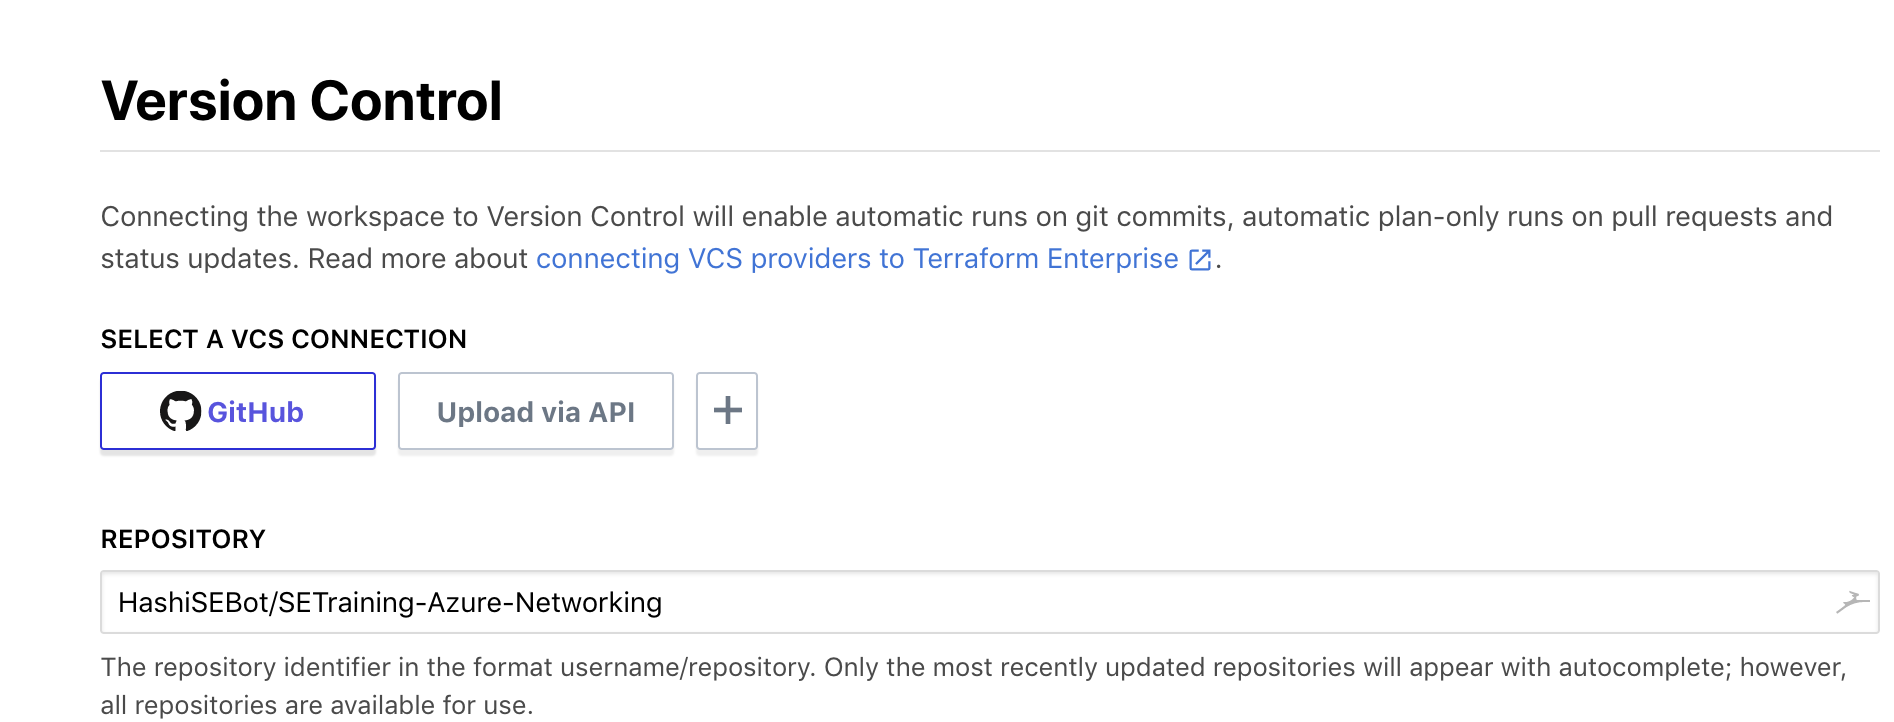 Version Control
Connecting the workspace to Version Control will enable automatic runs on git commits, automatic plan-only runs on pull requests and
status updates. Read more about connecting VCS providers to Terraform Enterprise.
SELECT A VCS CONNECTION
GitHub
Upload via API
+
REPOSITORY
HashiSEBot/SETraining-Azure-Networking
The repository identifier in the format username/repository. Only the most recently updated repositories will appear with autocomplete; however,
all repositories are available for use.